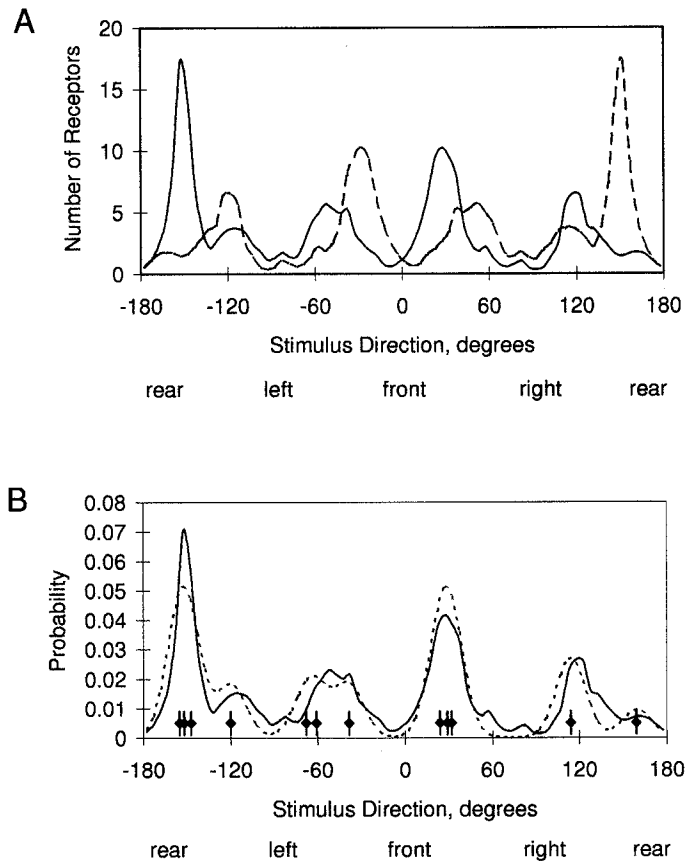 A
Number of Receptors
20
15
10
5
0
-180 -120 -60 0 60 120 180
Stimulus Direction, degrees
rear left front right rear
B
Probability
0.08
0.07
0.06
0.05
0.04
0.03
0.02
0.01
0
-180 -120 -60 0 60 120 180
Stimulus Direction, degrees
rear left front right rear